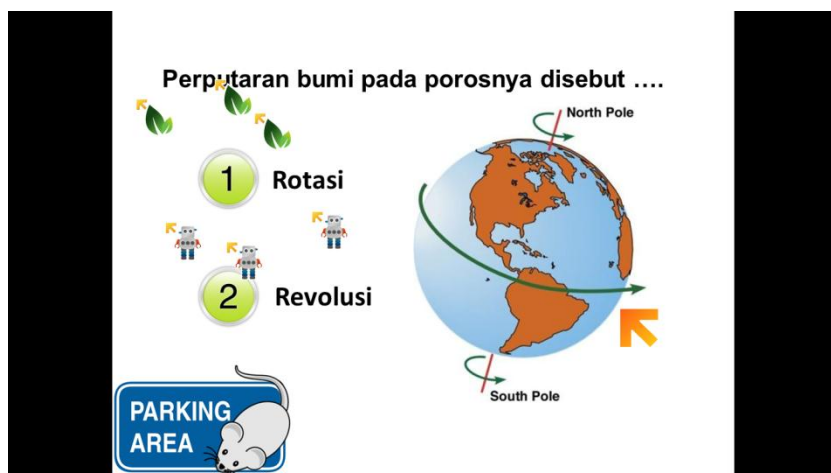 Perputaran bumi pada porosnya disebut ....
North Pole
1 Rotasi
2 Revolusi
South Pole
PARKING
AREA